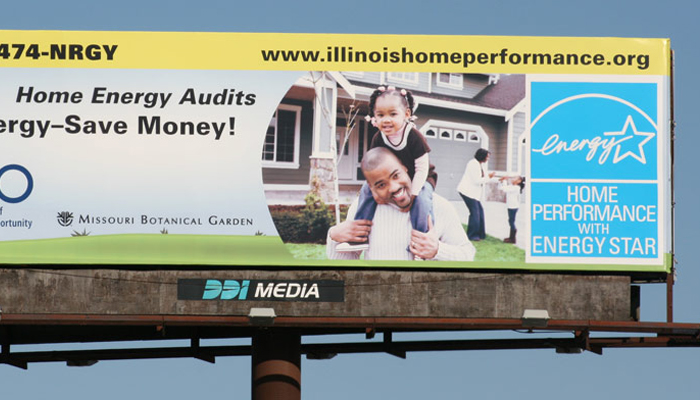 474-NRGY
www.illinoishomeperformance.org
Home Energy Audits
ergy–Save Money!
energy
HOME
PERFORMANCE
WITH
ENERGY STAR
O
f
portunity
MISSOURI BOTANICAL GARDEN
DDI MEDIA